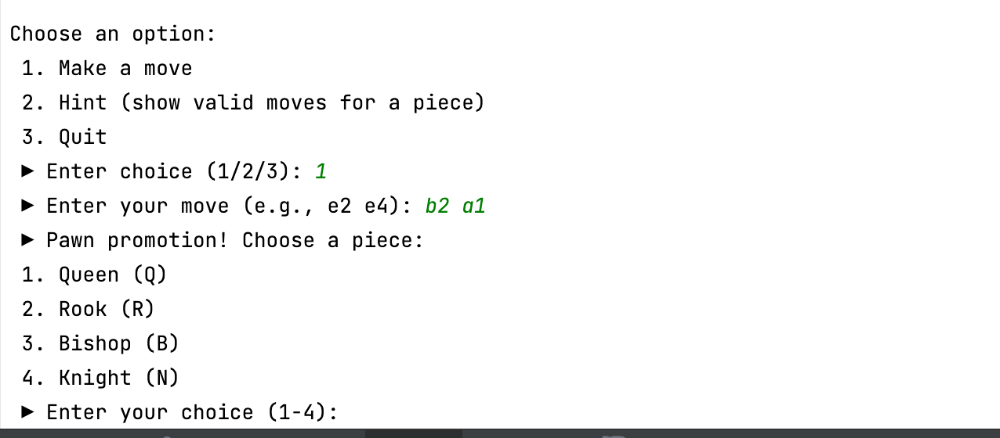 Choose an option:
1. Make a move
2. Hint (show valid moves for a piece)
3. Quit
► Enter choice (1/2/3): 1
► Enter your move (e.g., e2 e4): b2 a1
► Pawn promotion! Choose a piece:
1. Queen (Q)
2. Rook (R)
3. Bishop (B)
4. Knight (N)
► Enter your choice (1-4):